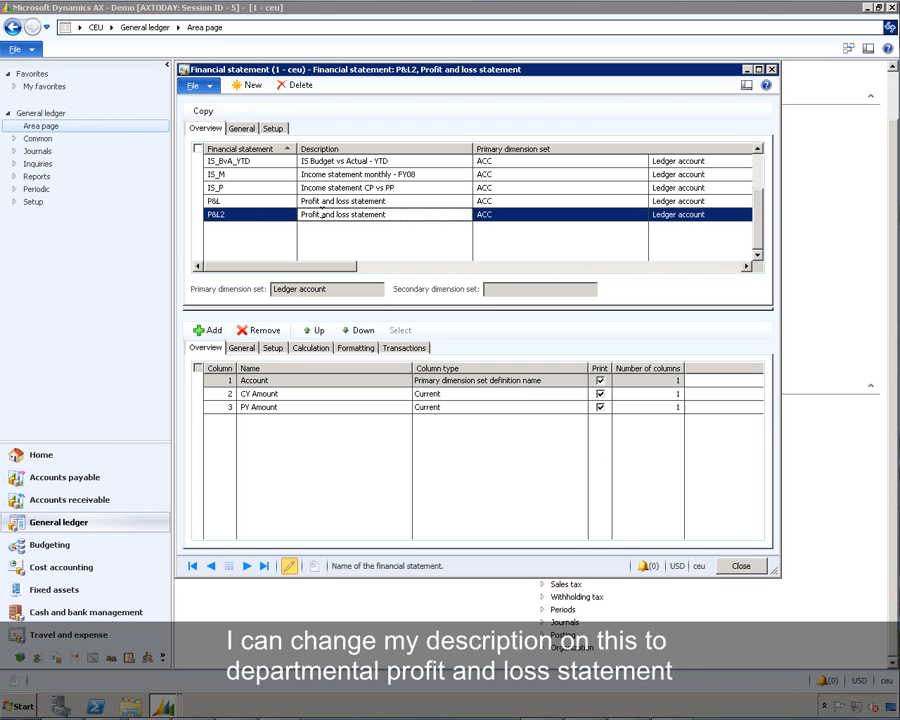 Microsoft Dynamics AX - Demo [AXTODAY: Session ID - 5] - [1 - ceu]
CEU General ledger Area page
File
Favorites
My favorites
General ledger
Area page
Common
Journals
Inquiries
Reports
Periodic
Setup
Home
Accounts payable
Accounts receivable
General ledger
Budgeting
Cost accounting
Fixed assets
Cash and bank management
Travel and expense
Financial statement (1 - ceu) - Financial statement: P&L2, Profit and loss statement
File New Delete
Copy
Overview General Setup
Financial statement Description Primary dimension set
IS_BvA_YTD IS Budget vs Actual - YTD ACC Ledger account
IS_M Income statement monthly - FY08 ACC Ledger account
IS_P Income statement CP vs PP ACC Ledger account
P&L Profit and loss statement ACC Ledger account
P&L2 Profit and loss statement ACC Ledger account
Primary dimension set: Ledger account Secondary dimension set:
Add Remove Up Down Select
Overview General Setup Calculation Formatting Transactions
Column Name Column type Print Number of columns
1 Account Primary dimension set definition name 1
2 CY Amount Current 1
3 PY Amount Current 1
Name of the financial statement. (0) USD ceu Close
Sales tax
Withholding tax
Periods
Journals
Posting
I can change my description on this to
departmental profit and loss statement
(0) USD ceu
Start